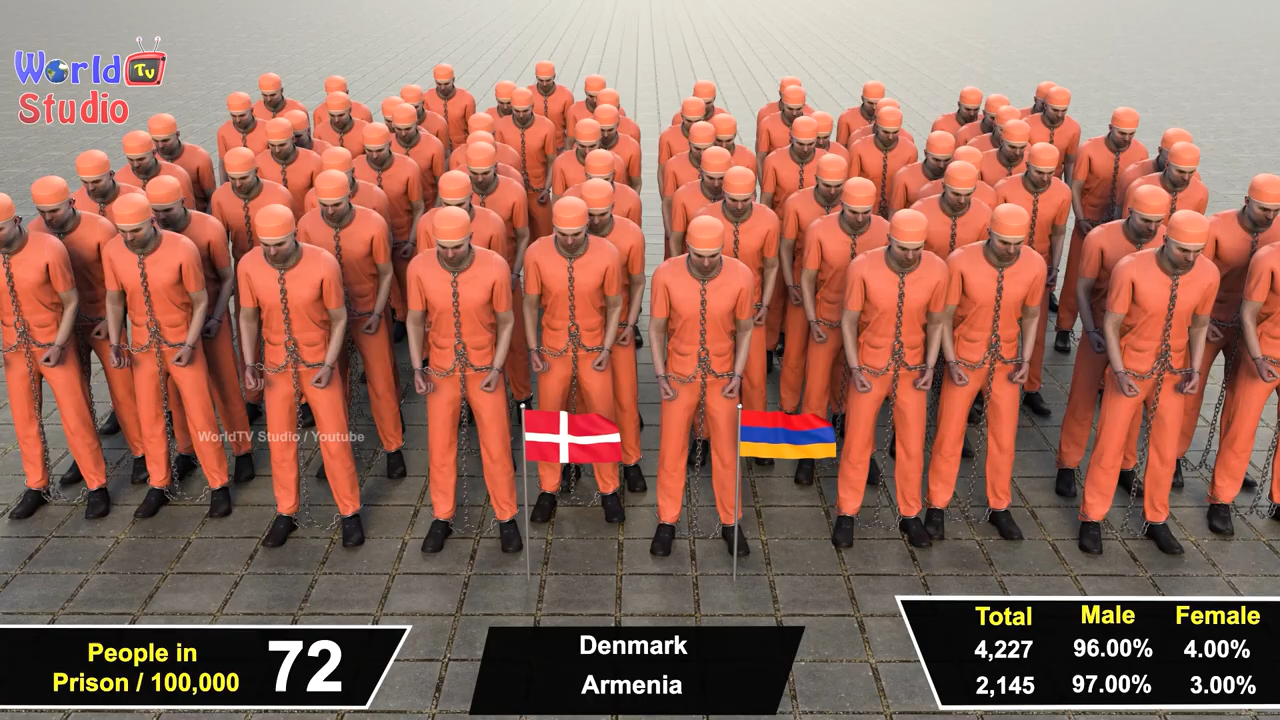 World Tv
Studio
WorldTV Studio / Youtube
People in
Prison / 100,000
72
Denmark
Armenia
Total Male Female
4,227 96.00% 4.00%
2,145 97.00% 3.00%